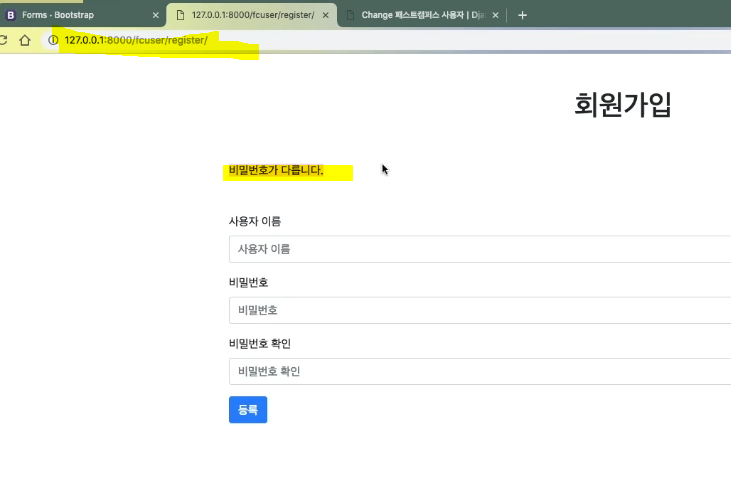 Forms - Bootstrap
127.0.0.1:8000/fcuser/register/
Change 패스트캠퍼스 사용자 | Dja
127.0.0.1:8000/fcuser/register/
회원가입
비밀번호가 다릅니다.
사용자 이름
사용자 이름
비밀번호
비밀번호
비밀번호 확인
비밀번호 확인
등록